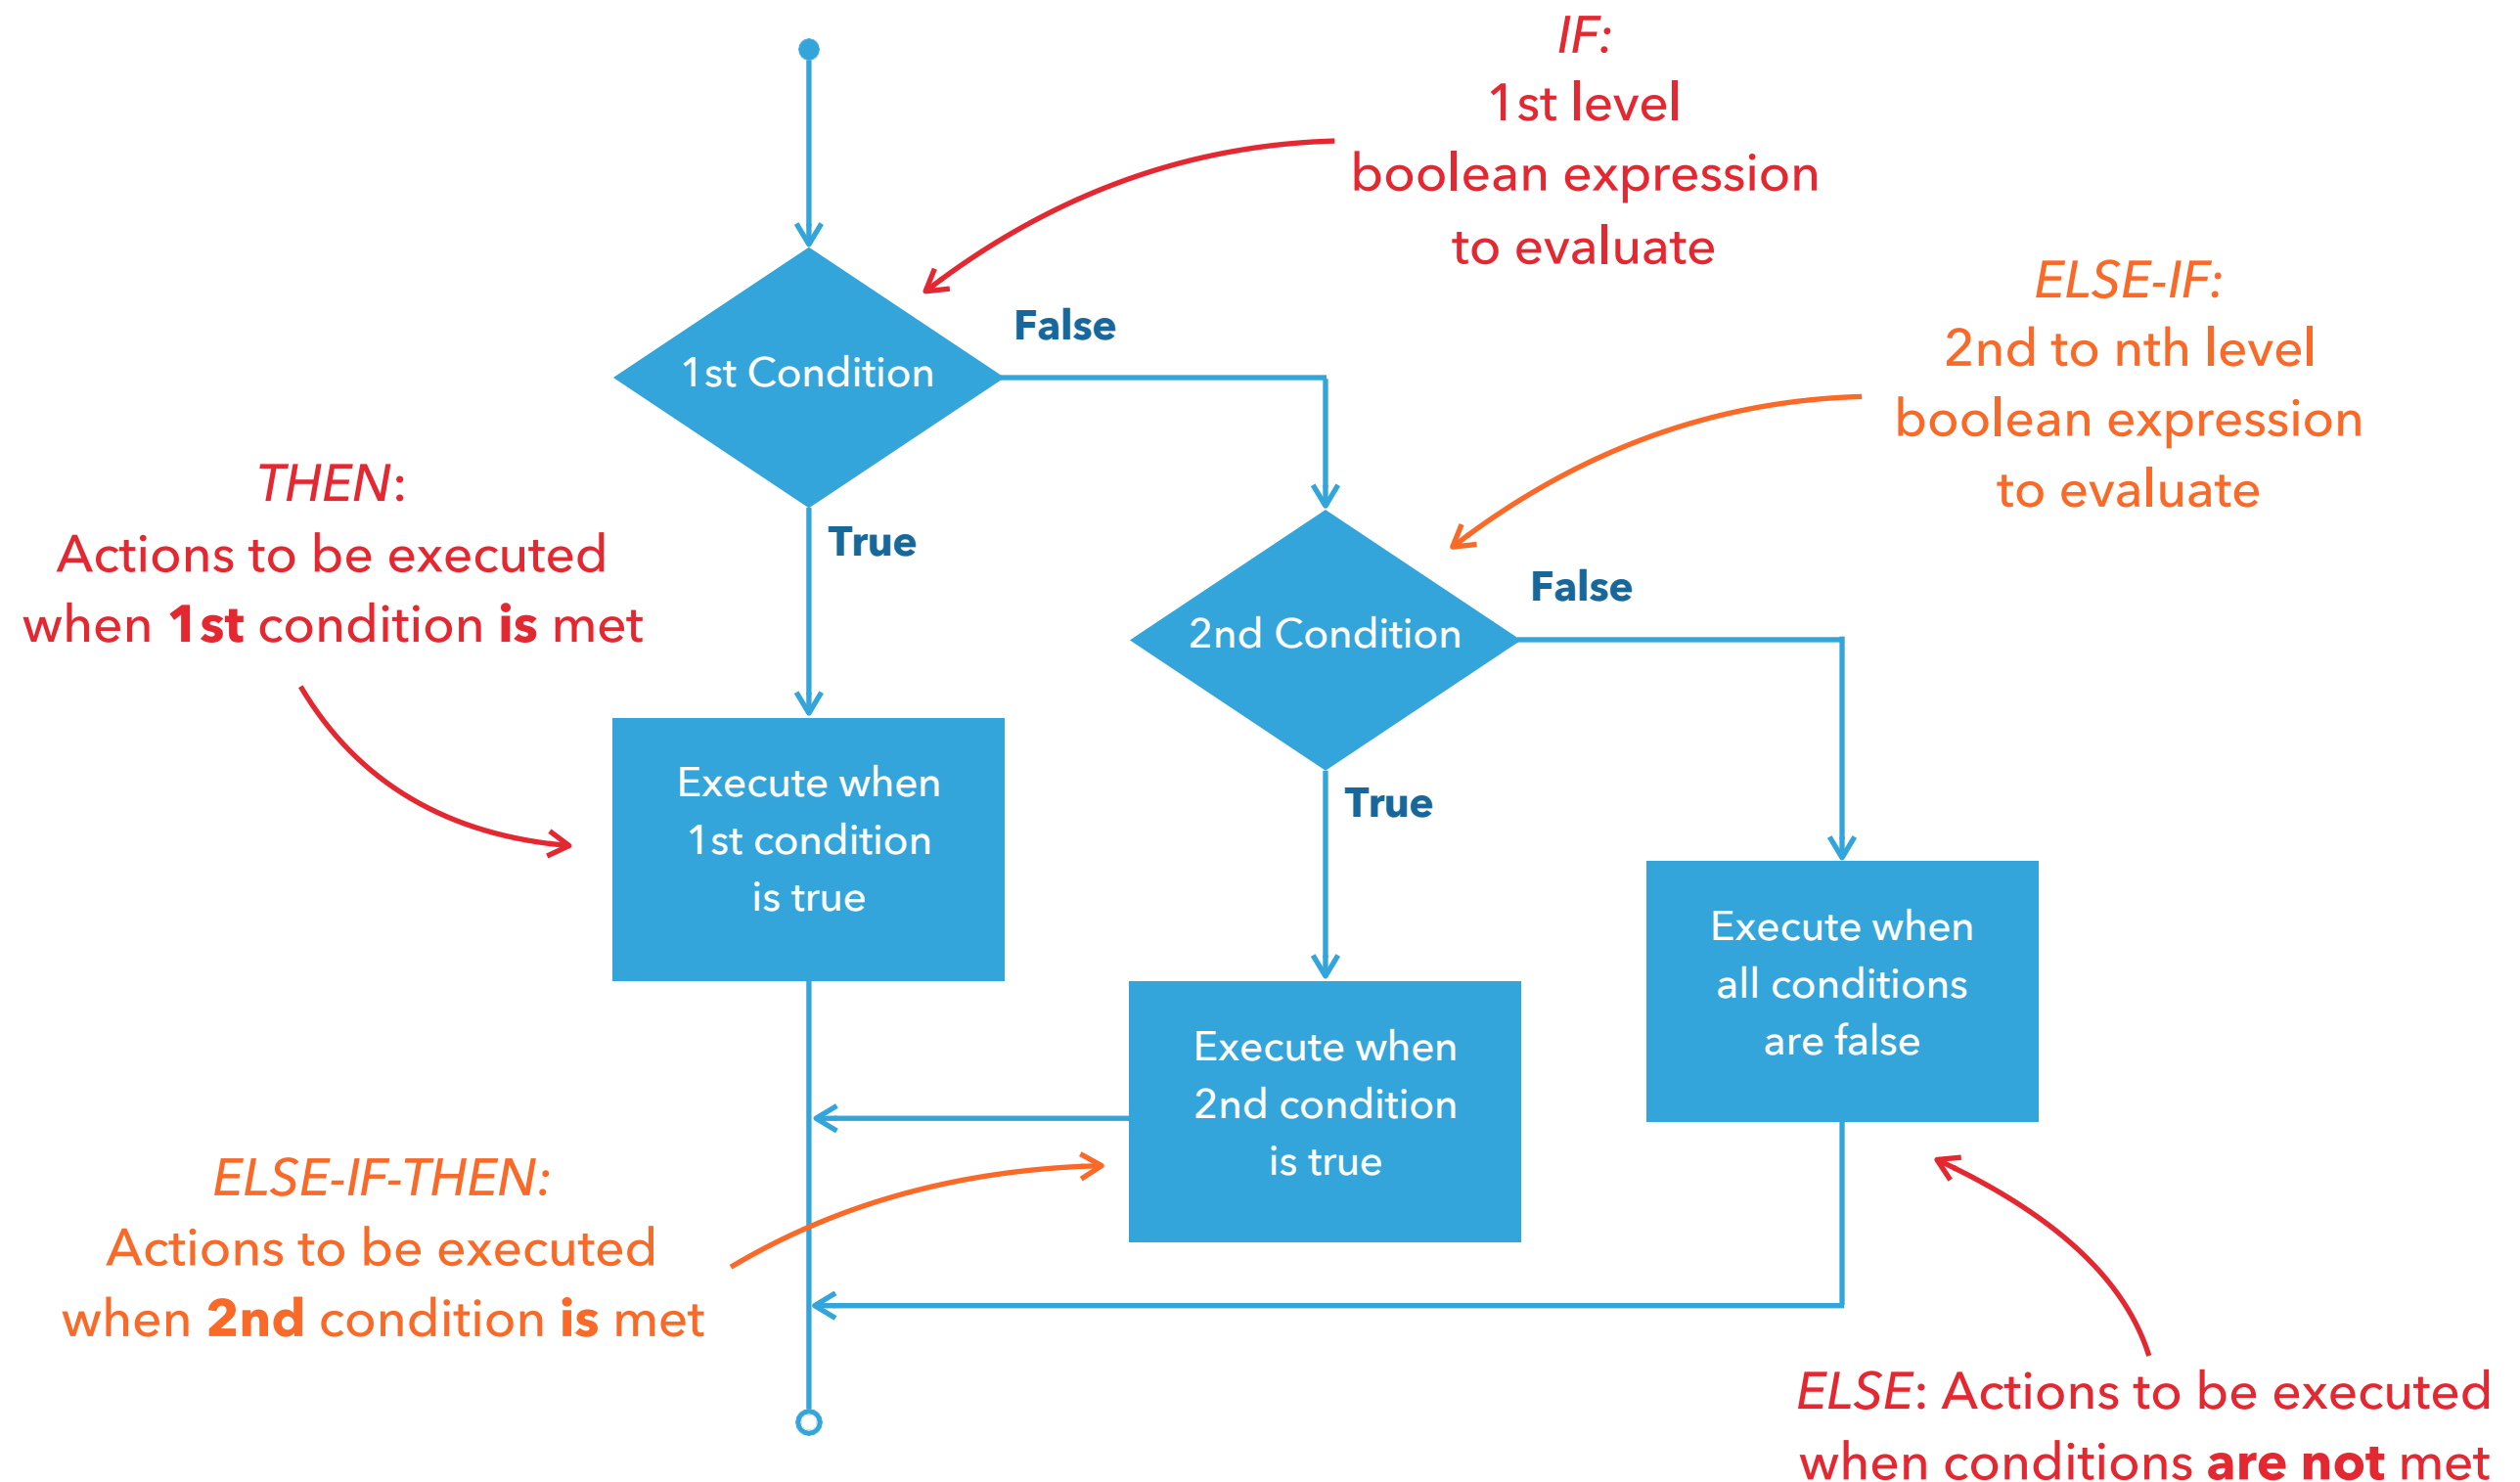 IF:
1st level
boolean expression
to evaluate
ELSE-IF:
2nd to nth level
boolean expression
to evaluate
False
1st Condition
THEN:
Actions to be executed
when 1st condition is met
True
False
2nd Condition
True
Execute when
1st condition
is true
Execute when
all conditions
are false
Execute when
2nd condition
is true
ELSE-IF-THEN:
Actions to be executed
when 2nd condition is met
ELSE: Actions to be executed
when conditions are not met